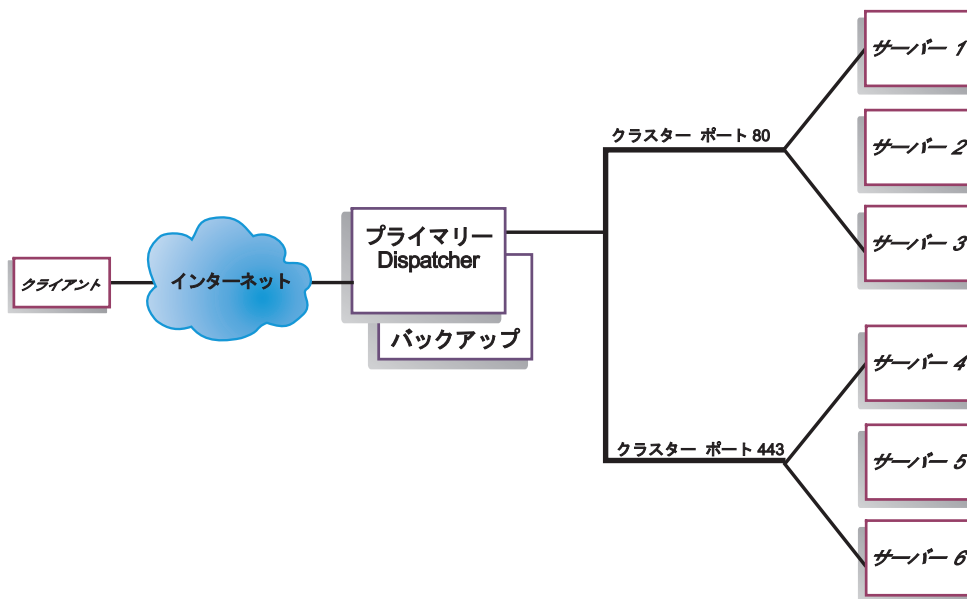 クライアント
インターネット
プライマリー
Dispatcher
バックアップ
クラスター ポート 80
サーバー 1
サーバー 2
サーバー 3
クラスター ポート 443
サーバー 4
サーバー 5
サーバー 6